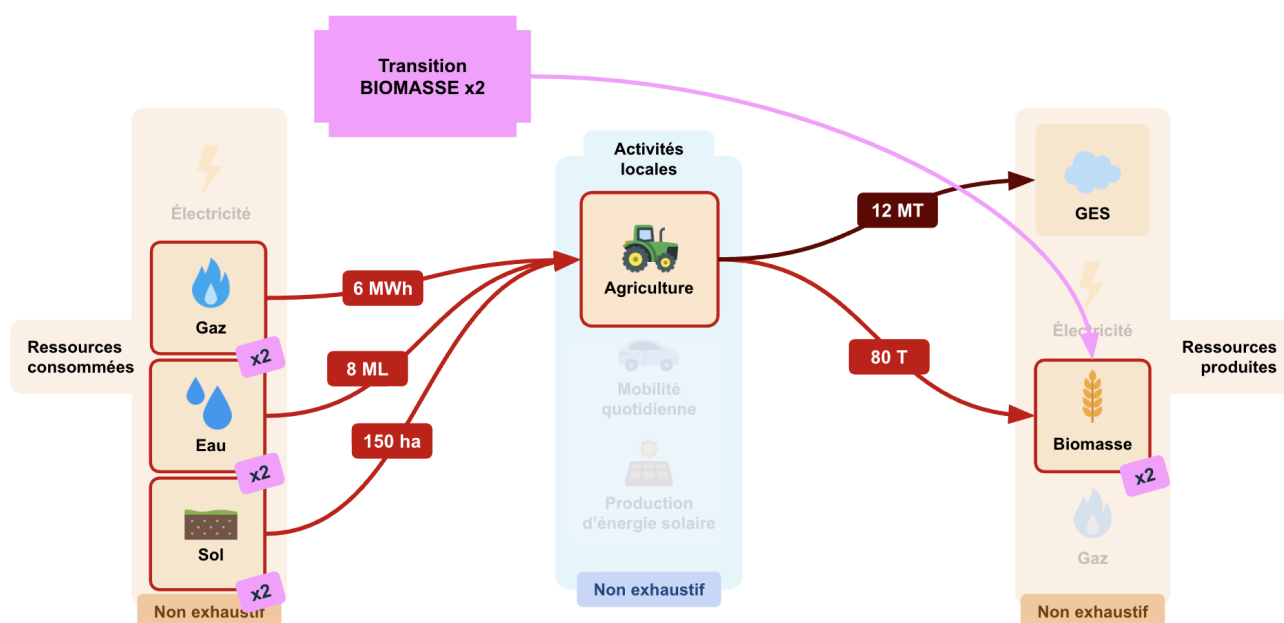 Transition
BIOMASSE x2
Ressources
consommées
Électricité
Gaz
x2
Eau
x2
Sol
x2
Non exhaustif
6 MWh
8 ML
150 ha
Activités
locales
Agriculture
Mobilité
quotidienne
Production
d'énergie solaire
Non exhaustif
12 MT
80 T
GES
Électricité
Biomasse
x2
Gaz
Non exhaustif
Ressources
produites